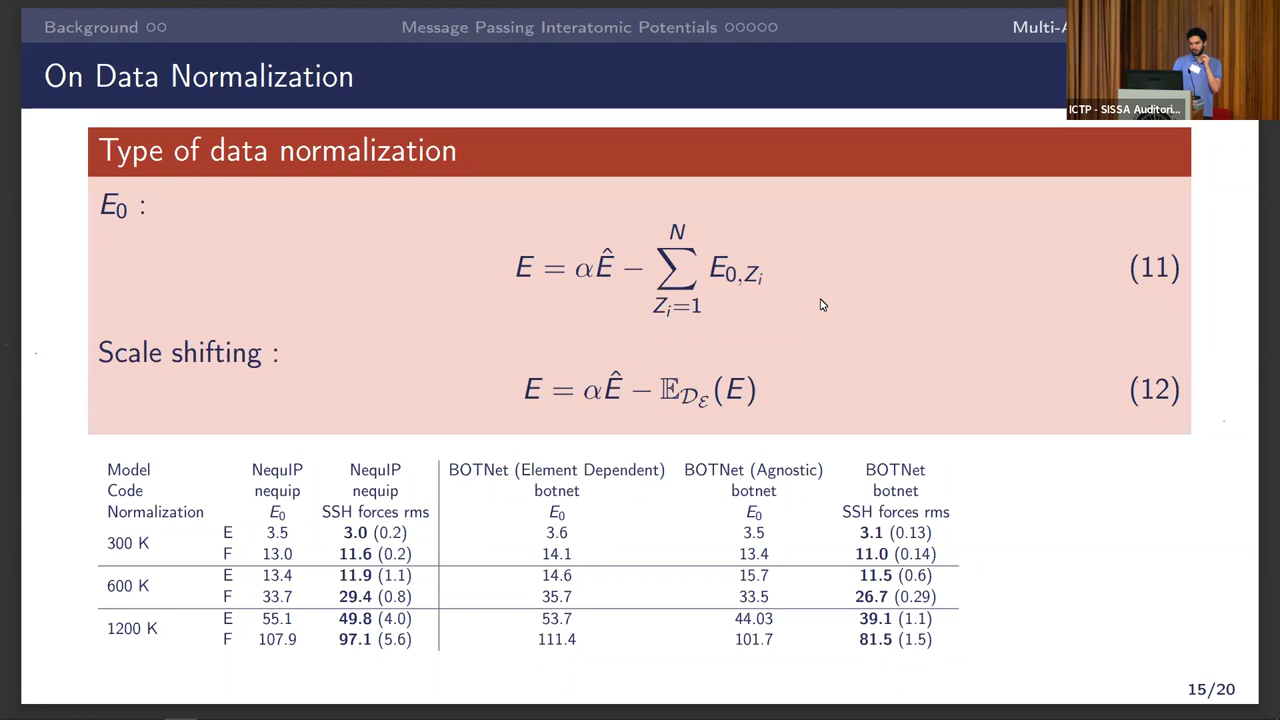 Background
Message Passing Interatomic Potentials
Multi-A
On Data Normalization
ICTP - SISSA Auditori...
Type of data normalization
E₀ :
E = αÊ − ∑_{Z_i=1}^{N} E_{0,Z_i} (11)
Scale shifting :
E = αÊ − 𝔼_{𝒟_ℰ}(E) (12)
Model NequIP NequIP BOTNet (Element Dependent) BOTNet (Agnostic) BOTNet
Code nequip nequip botnet botnet botnet
Normalization E₀ SSH forces rms E₀ E₀ SSH forces rms
300 K E 3.5 3.0 (0.2) 3.6 3.5 3.1 (0.13)
F 13.0 11.6 (0.2) 14.1 13.4 11.0 (0.14)
600 K E 13.4 11.9 (1.1) 14.6 15.7 11.5 (0.6)
F 33.7 29.4 (0.8) 35.7 33.5 26.7 (0.29)
1200 K E 55.1 49.8 (4.0) 53.7 44.03 39.1 (1.1)
F 107.9 97.1 (5.6) 111.4 101.7 81.5 (1.5)
15/20